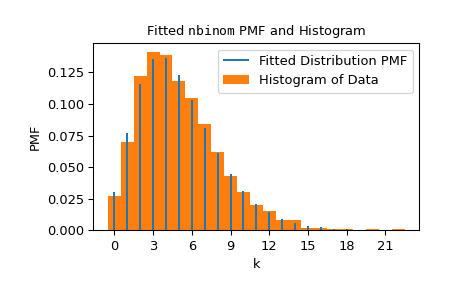 Fitted nbinom PMF and Histogram
Fitted Distribution PMF
Histogram of Data
PMF
0.125
0.100
0.075
0.050
0.025
0.000
0 3 6 9 12 15 18 21
k